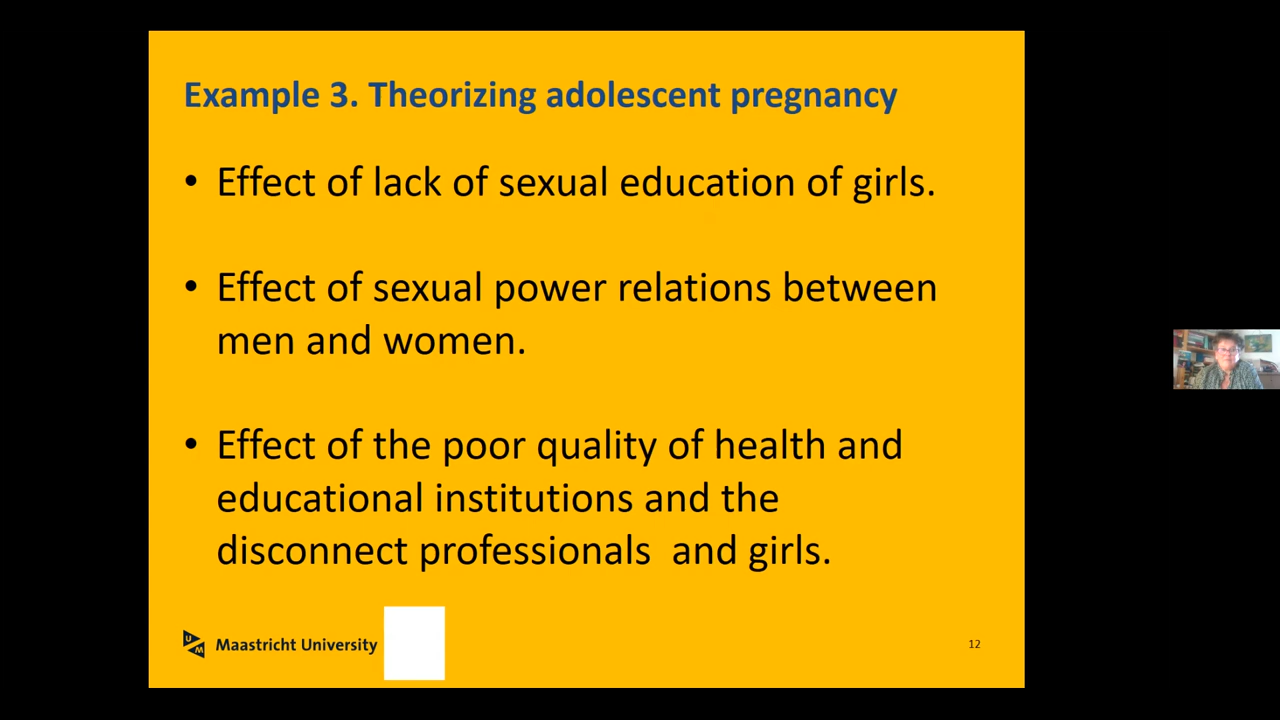 Example 3. Theorizing adolescent pregnancy
• Effect of lack of sexual education of girls.
• Effect of sexual power relations between
men and women.
• Effect of the poor quality of health and
educational institutions and the
disconnect professionals  and girls.
UM Maastricht University
12